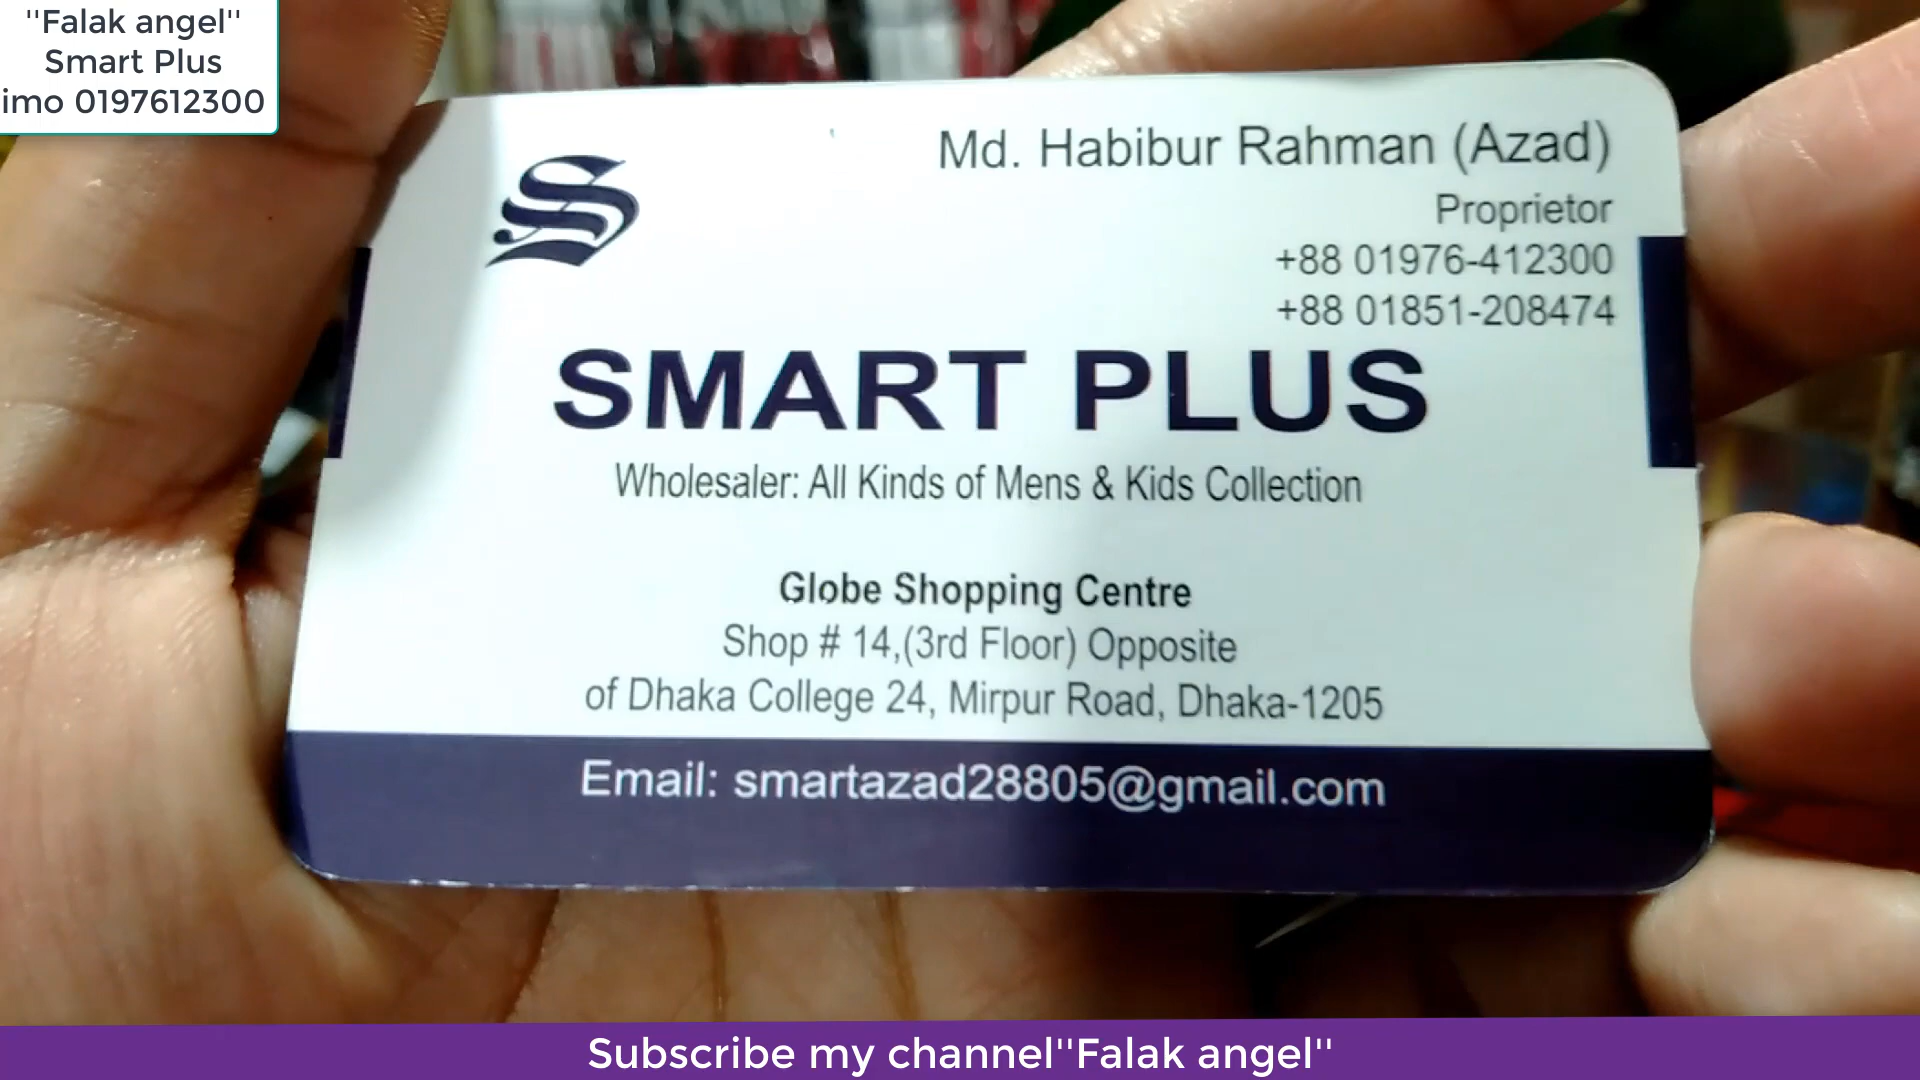 "Falak angel"
Smart Plus
imo 0197612300
S
Md. Habibur Rahman (Azad)
Proprietor
+88 01976-412300
+88 01851-208474
SMART PLUS
Wholesaler: All Kinds of Mens & Kids Collection
Globe Shopping Centre
Shop # 14,(3rd Floor) Opposite
of Dhaka College 24, Mirpur Road, Dhaka-1205
Email: smartazad28805@gmail.com
Subscribe my channel"Falak angel"